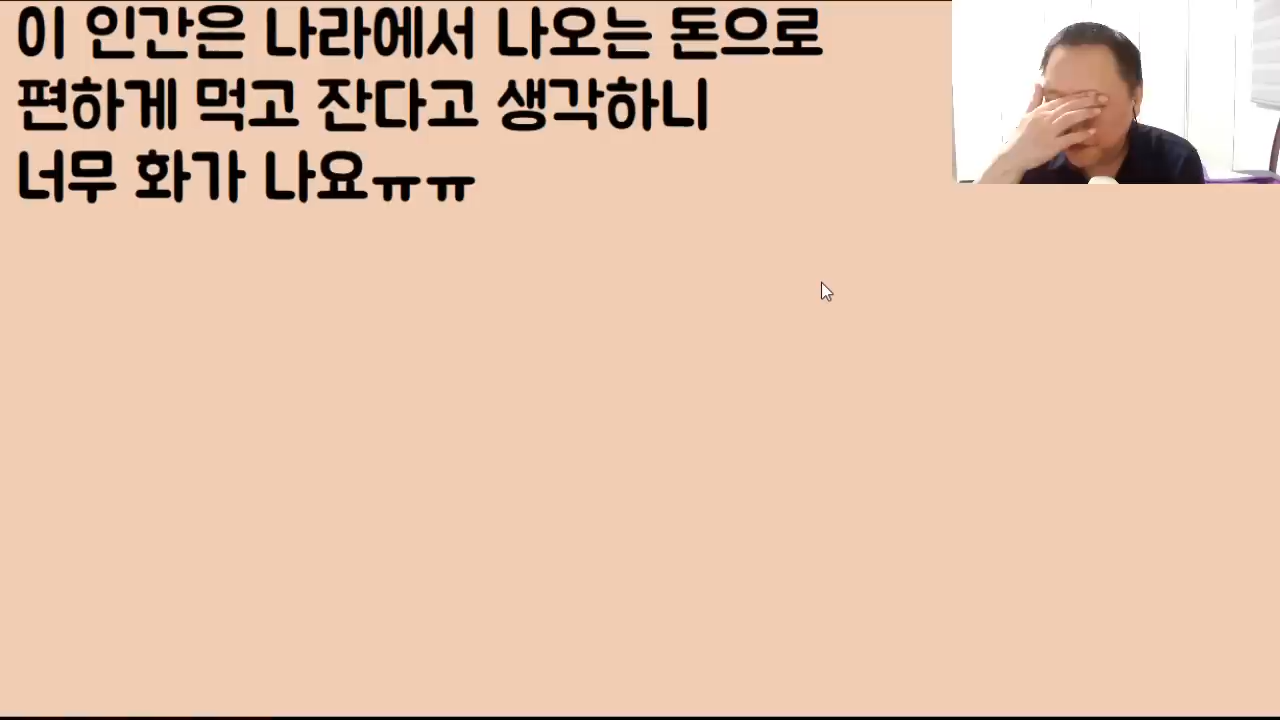 이 인간은 나라에서 나오는 돈으로
편하게 먹고 잔다고 생각하니
너무 화가 나요ㅠㅠ